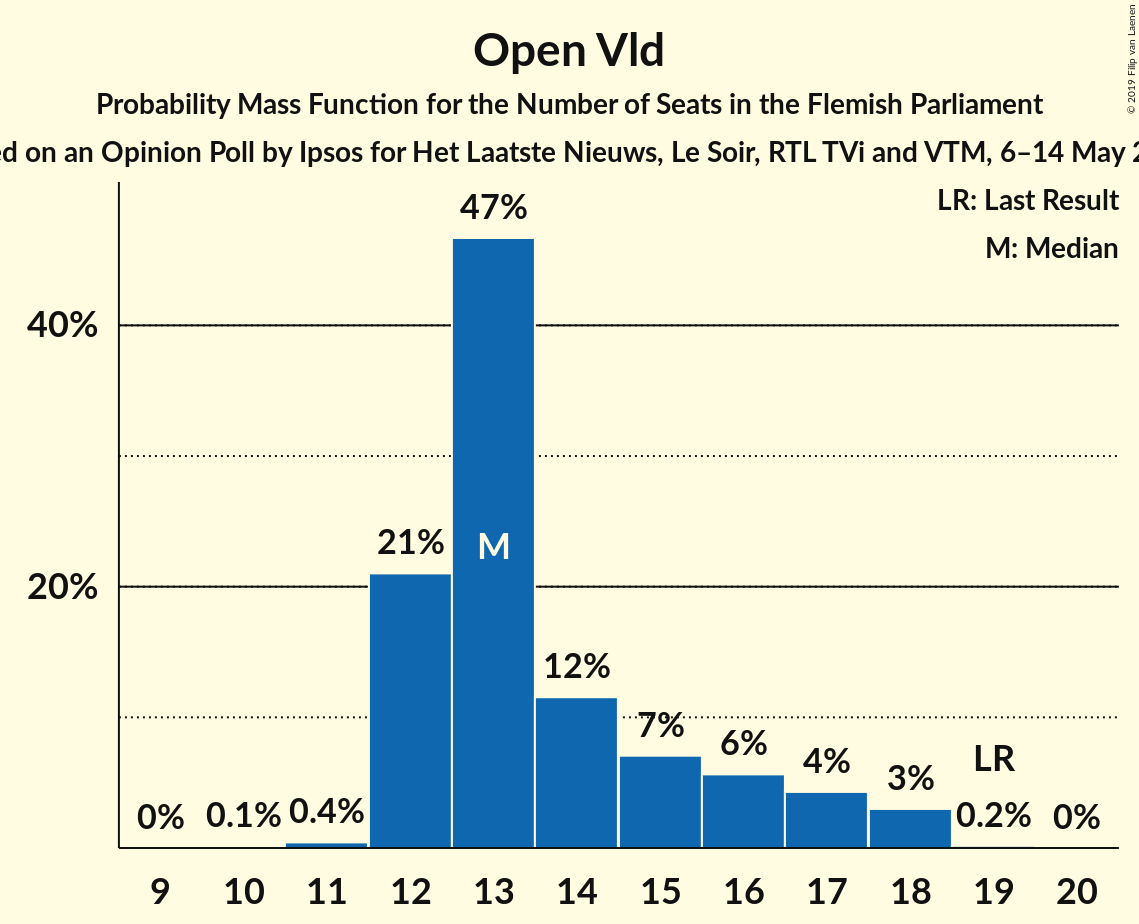 Open Vld
Probability Mass Function for the Number of Seats in the Flemish Parliament
on an Opinion Poll by Ipsos for Het Laatste Nieuws, Le Soir, RTL TVi and VTM, 6–14 May
© 2019 Filip van Laenen
LR: Last Result
M: Median
47%
40%
21%
M
20%
12%
7%
6%
4%
3%
LR
0%
0.1%
0.4%
0.2%
0%
9 10 11 12 13 14 15 16 17 18 19 20